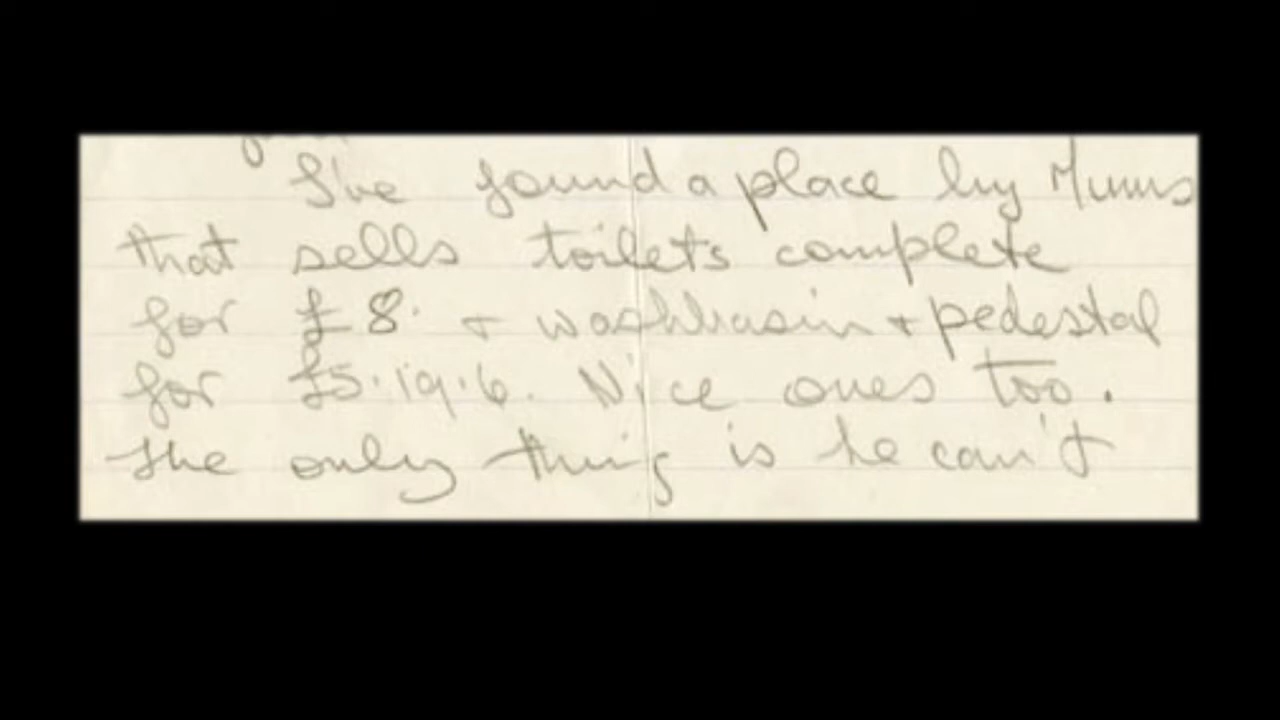 I've found a place by Mums
that sells toilets complete
for £8. + washbasin + pedestal
for £5.19.6. Nice ones too.
The only thing is he can't